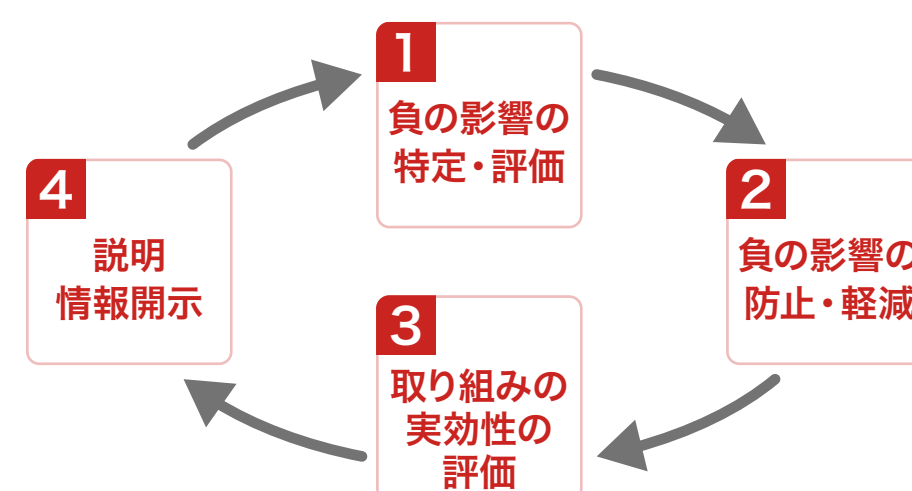 1
負の影響の
特定・評価
2
負の影響の
防止・軽減
3
取り組みの
実効性の
評価
4
説明
情報開示